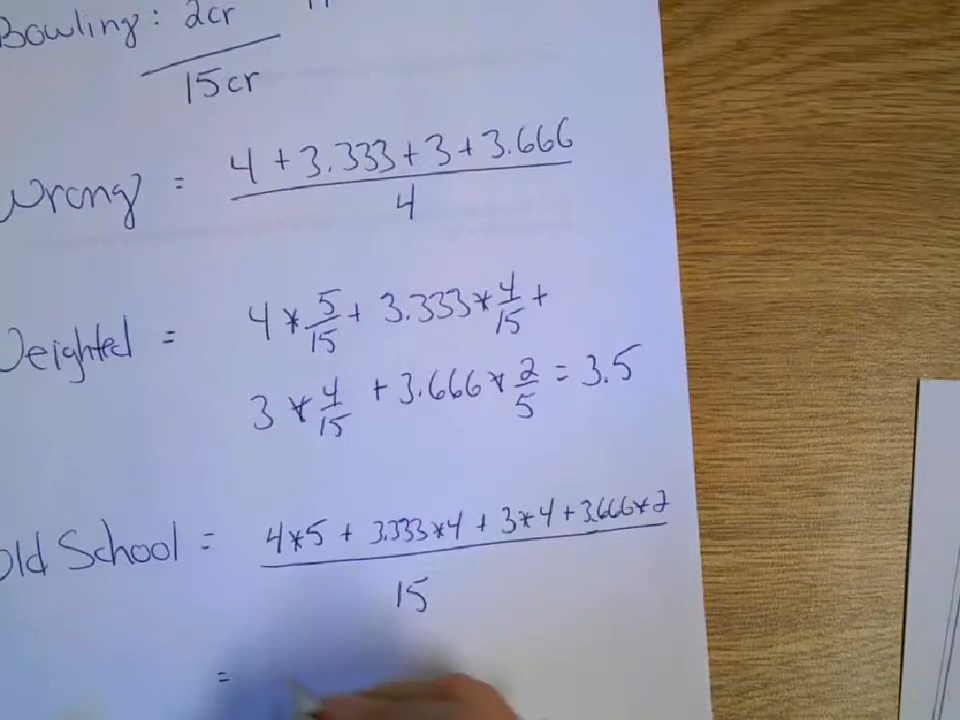 Bowling: 2cr
15cr
Wrong = 4 + 3.333 + 3 + 3.666
4
Weighted = 4 * 5/15 + 3.333 * 4/15 +
3 * 4/15 + 3.666 * 2/5 = 3.5
Old School = 4*5 + 3.333*4 + 3*4 + 3.666*2
15
=